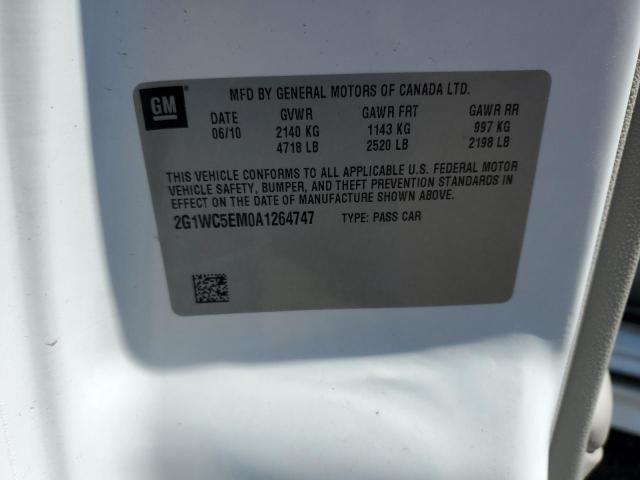 GM
MFD BY GENERAL MOTORS OF CANADA LTD.
DATE GVWR GAWR FRT GAWR RR
06/10 2140 KG 1143 KG 997 KG
4718 LB 2520 LB 2198 LB
THIS VEHICLE CONFORMS TO ALL APPLICABLE U.S. FEDERAL MOTOR
VEHICLE SAFETY, BUMPER, AND THEFT PREVENTION STANDARDS IN
EFFECT ON THE DATE OF MANUFACTURE SHOWN ABOVE.
2G1WC5EM0A1264747 TYPE: PASS CAR